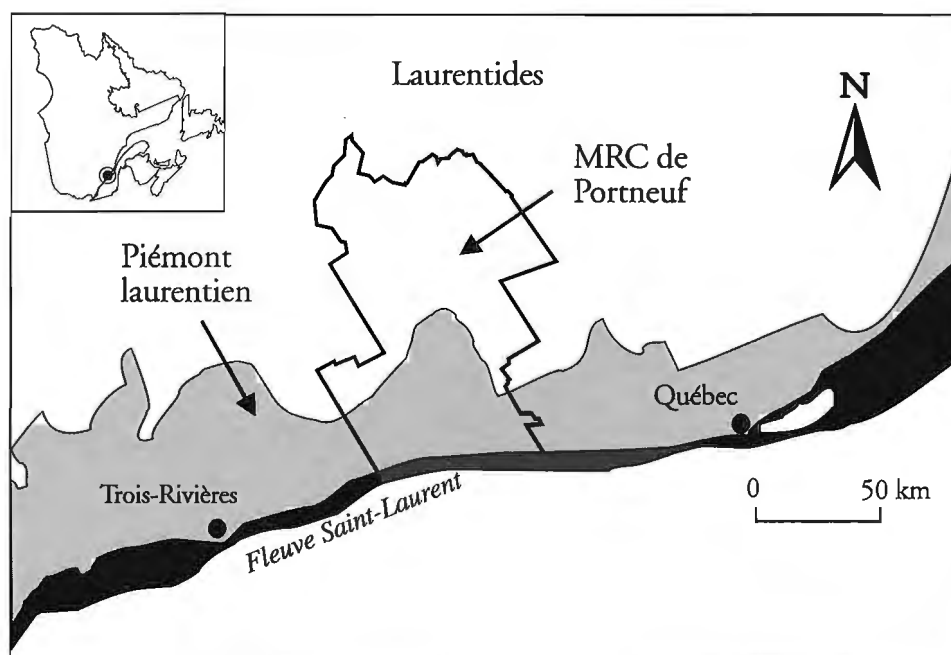 Laurentides
N
MRC de
Portneuf
Piémont
laurentien
Québec
Trois-Rivières
0 50 km
Fleuve Saint-Laurent